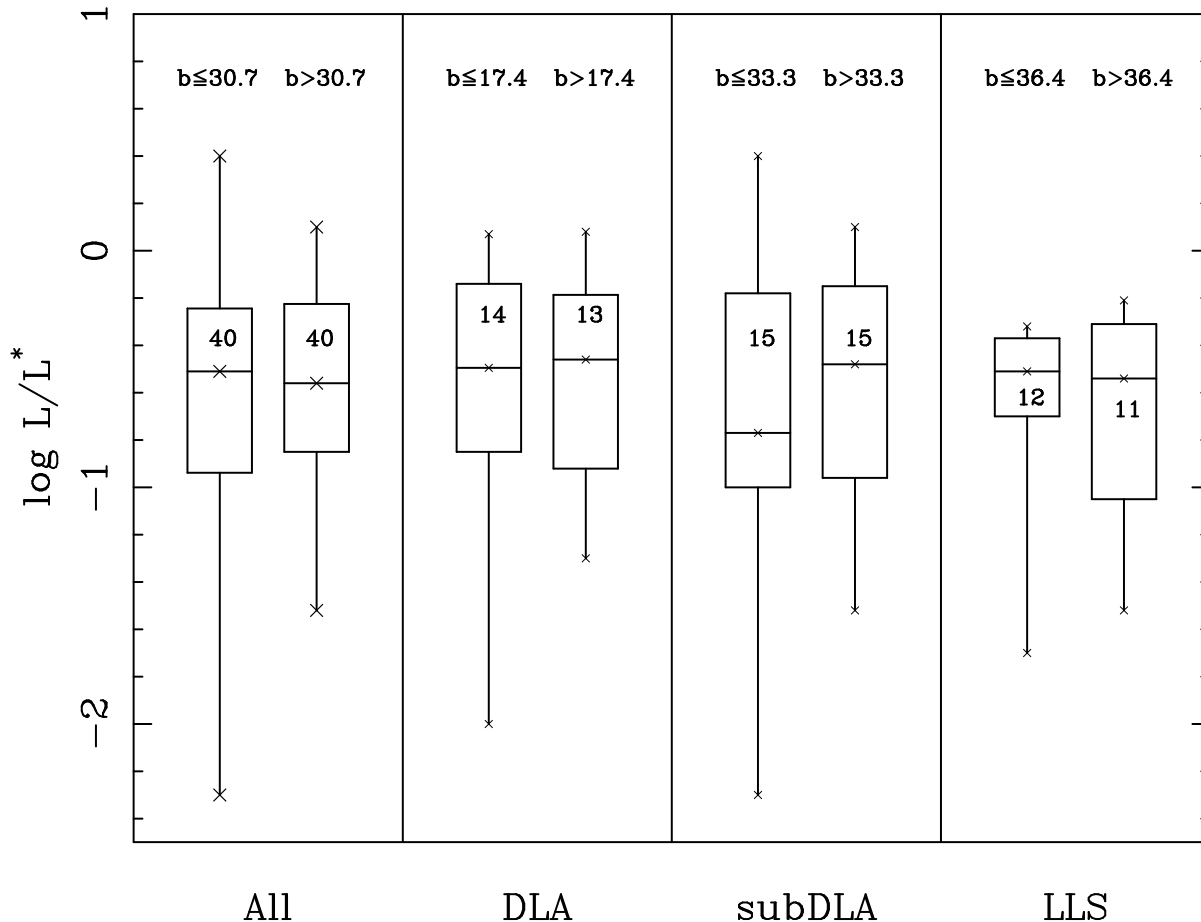 1
0
−1
−2
log L/L*
b≦30.7 b>30.7
b≦17.4 b>17.4
b≦33.3 b>33.3
b≦36.4 b>36.4
40 40
14 13
15 15
12 11
All DLA subDLA LLS